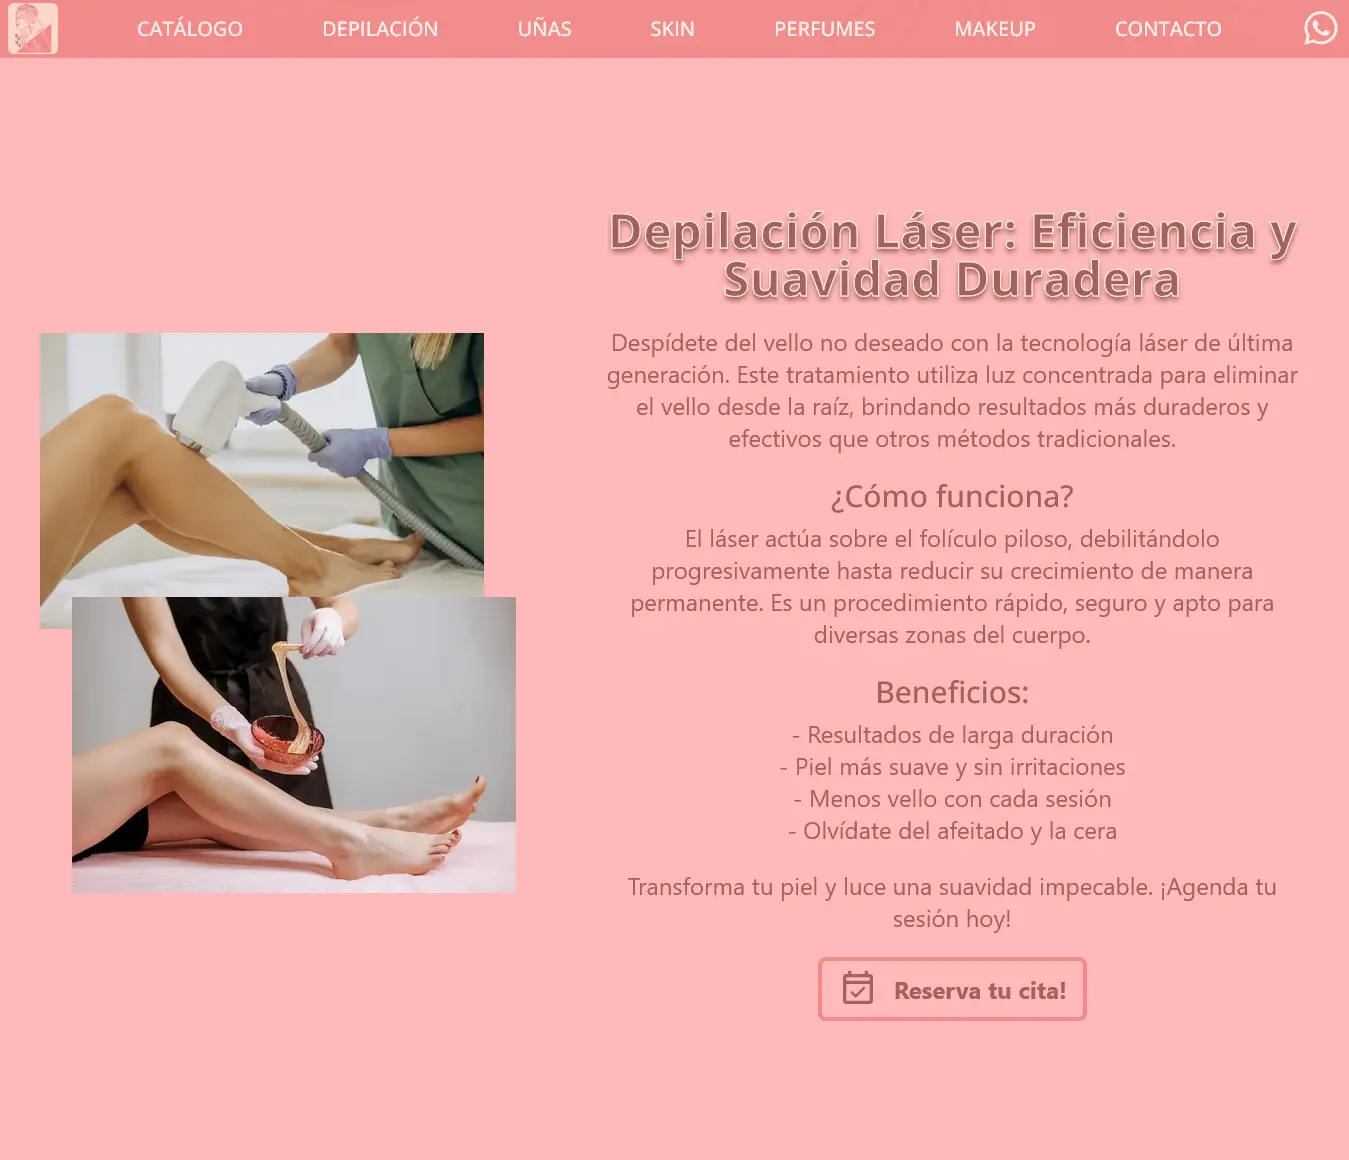 CATÁLOGO DEPILACIÓN UÑAS SKIN PERFUMES MAKEUP CONTACTO
Depilación Láser: Eficiencia y
Suavidad Duradera
Despídete del vello no deseado con la tecnología láser de última
generación. Este tratamiento utiliza luz concentrada para eliminar
el vello desde la raíz, brindando resultados más duraderos y
efectivos que otros métodos tradicionales.
¿Cómo funciona?
El láser actúa sobre el folículo piloso, debilitándolo
progresivamente hasta reducir su crecimiento de manera
permanente. Es un procedimiento rápido, seguro y apto para
diversas zonas del cuerpo.
Beneficios:
- Resultados de larga duración
- Piel más suave y sin irritaciones
- Menos vello con cada sesión
- Olvídate del afeitado y la cera
Transforma tu piel y luce una suavidad impecable. ¡Agenda tu
sesión hoy!
Reserva tu cita!